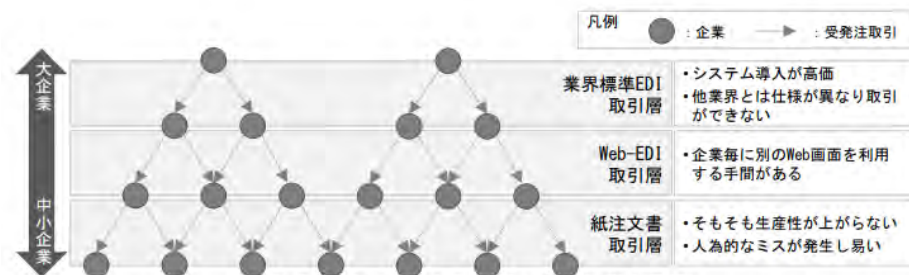 凡例
：企業
：受発注取引
大企業
中小企業
業界標準EDI
取引層
・システム導入が高価
・他業界とは仕様が異なり取引
ができない
Web-EDI
取引層
・企業毎に別のWeb画面を利用
する手間がある
紙注文書
取引層
・そもそも生産性が上がらない
・人為的なミスが発生し易い